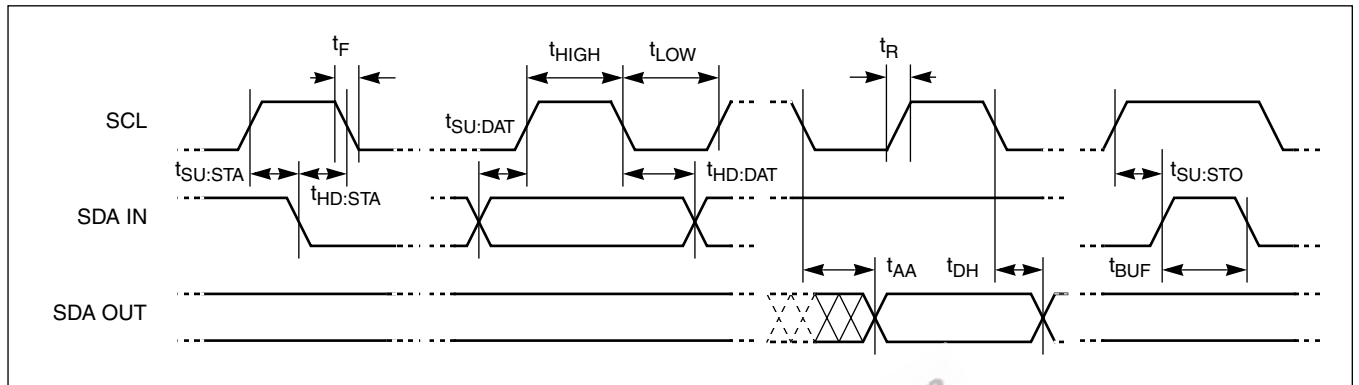 tF
tHIGH
tLOW
tR
SCL
tSU:DAT
tSU:STA
tHD:STA
tHD:DAT
tSU:STO
SDA IN
tAA
tDH
tBUF
SDA OUT